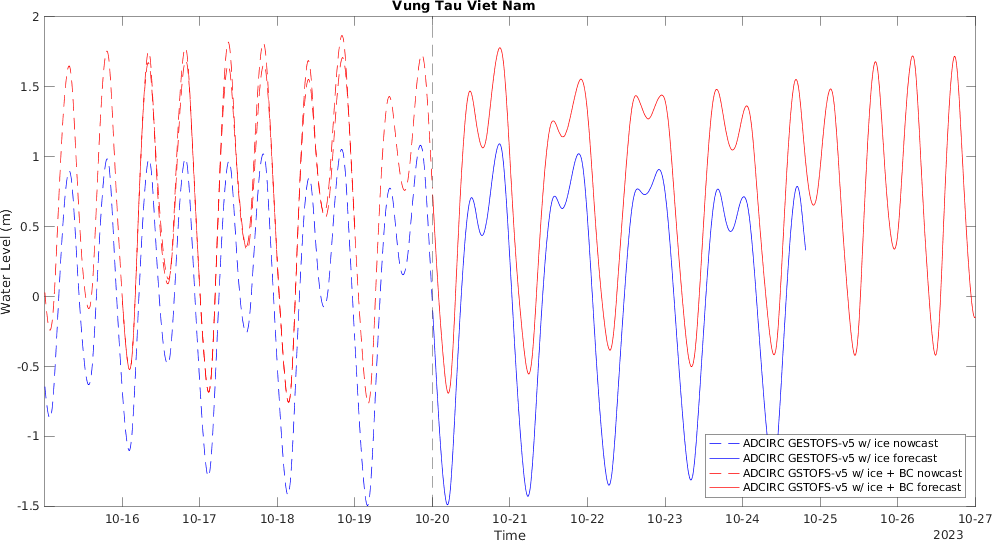 Vung Tau Viet Nam
2
1.5
1
0.5
0
-0.5
-1
-1.5
Water Level (m)
ADCIRC GESTOFS-v5 w/ ice nowcast
ADCIRC GESTOFS-v5 w/ ice forecast
ADCIRC GSTOFS-v5 w/ ice + BC nowcast
ADCIRC GSTOFS-v5 w/ ice + BC forecast
10-16 10-17 10-18 10-19 10-20 10-21 10-22 10-23 10-24 10-25 10-26 10-27
Time
2023